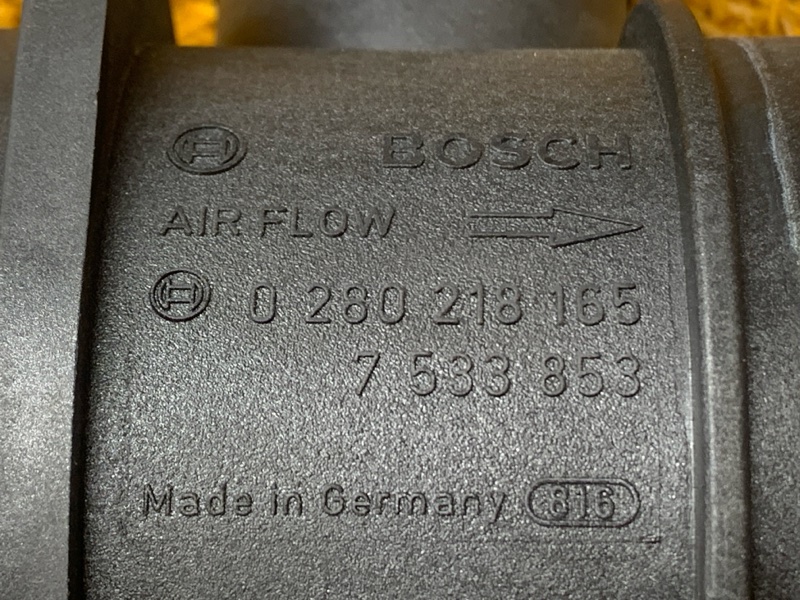 BOSCH
AIR FLOW
0 280 218 165
7 533 853
Made in Germany 816